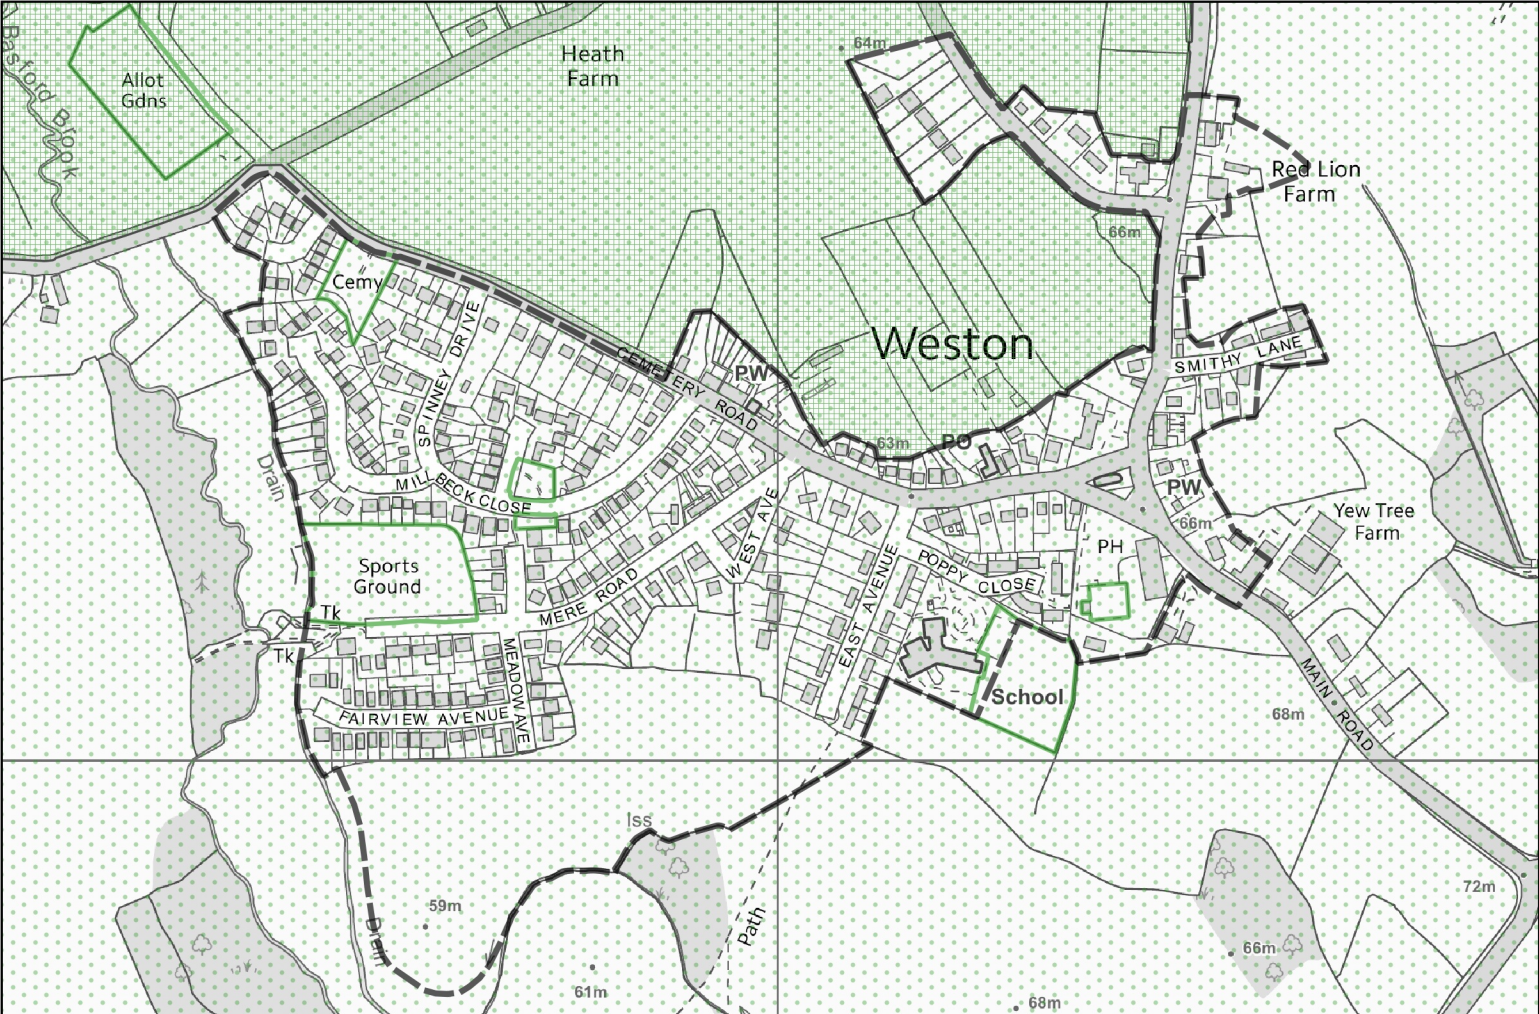 Heath
Farm
64m
Allot
Gdns
Basford Brook
Red Lion
Farm
66m
Cemy
Weston
SPINNEY DRIVE
CEMETERY ROAD
PW
SMITHY LANE
63m
PO
Drain
MILLBECK CLOSE
PW
WEST AVE
66m
Yew Tree
Farm
PH
Sports
Ground
POPPY CLOSE
MERE ROAD
EAST AVENUE
Tk
Tk
MEADOW AVE
School
MAIN ROAD
68m
FAIRVIEW AVENUE
Iss
59m
72m
Drain
Path
66m
61m
68m